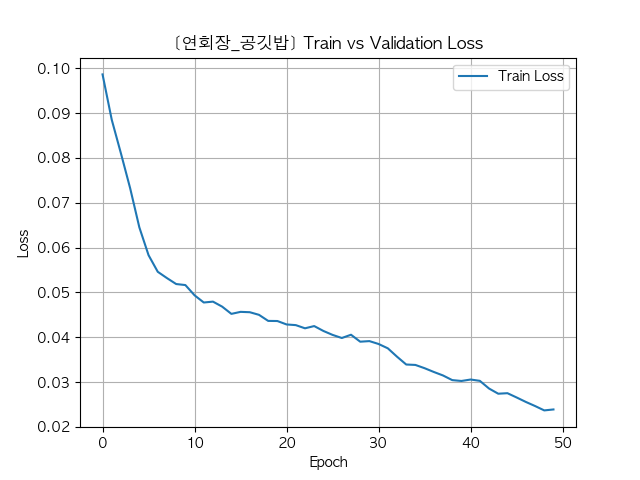 [연회장_공깃밥] Train vs Validation Loss
Train Loss
Loss
0.10
0.09
0.08
0.07
0.06
0.05
0.04
0.03
0.02
0 10 20 30 40 50
Epoch